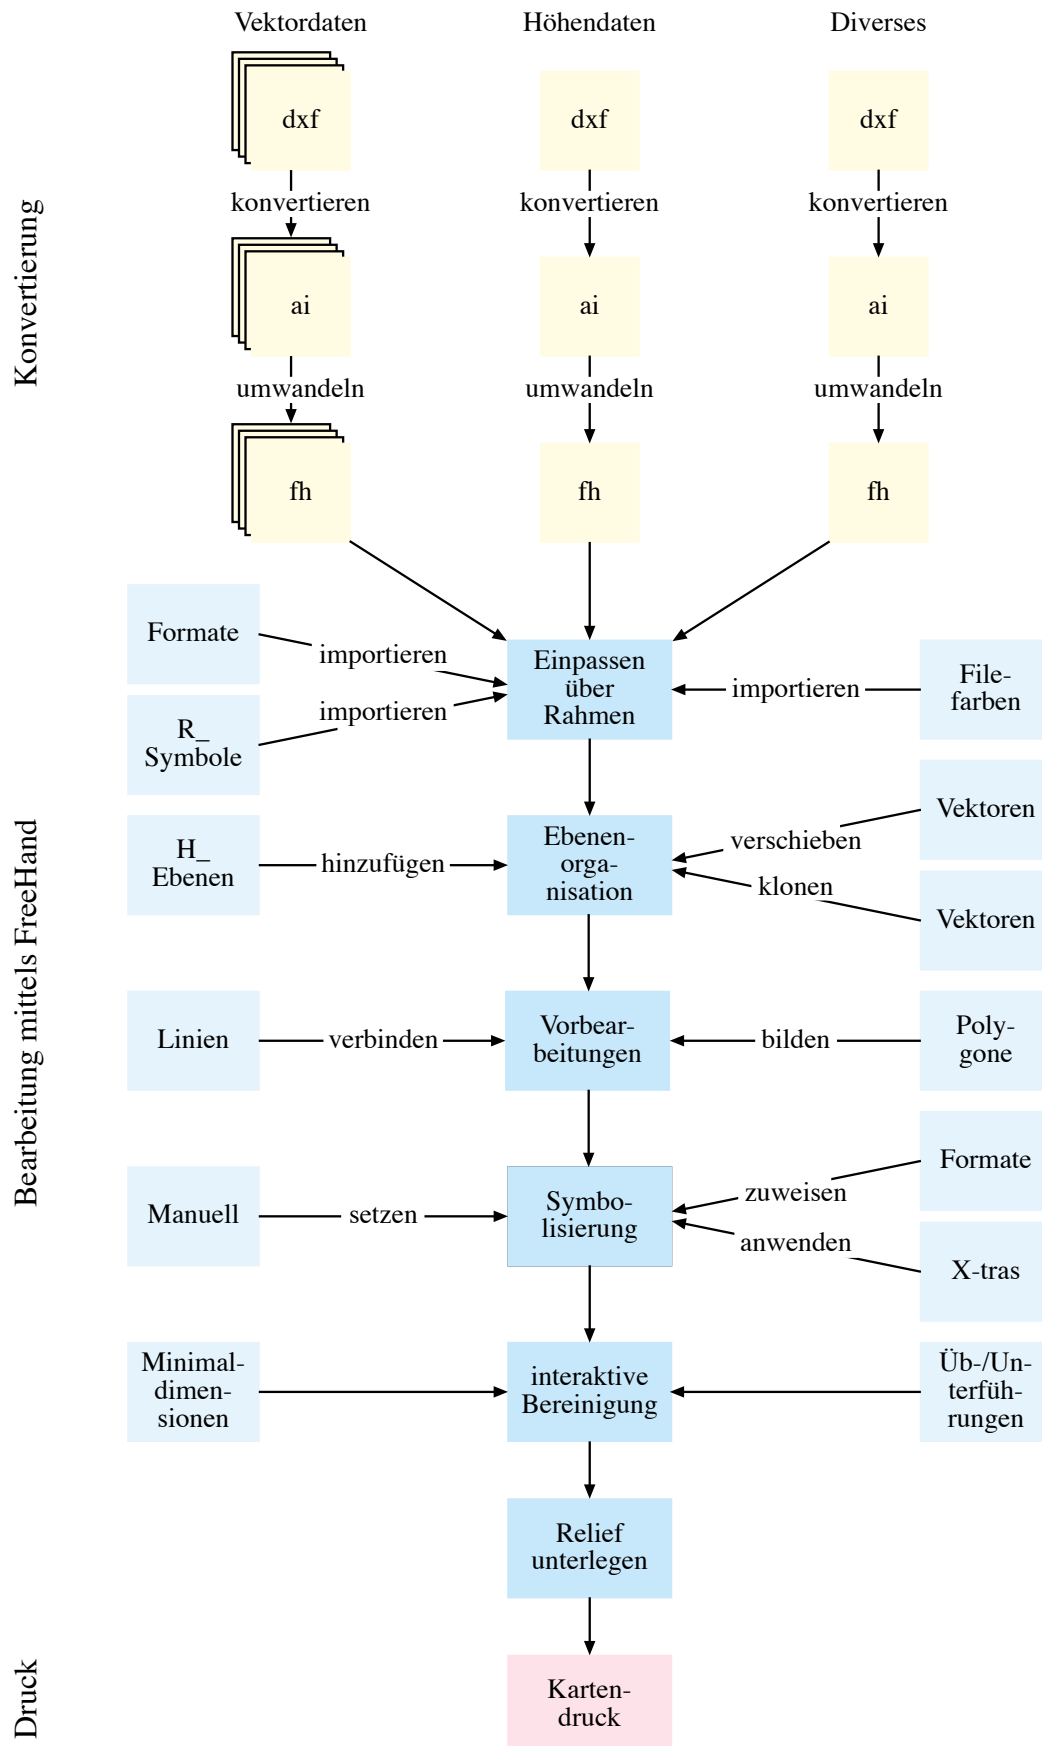 Vektordaten
Höhendaten
Diverses
dxf
dxf
dxf
konvertieren
konvertieren
konvertieren
Konvertierung
ai
ai
ai
umwandeln
umwandeln
umwandeln
fh
fh
fh
Formate
importieren
R_
Symbole
importieren
Einpassen
über
Rahmen
importieren
File-
farben
Bearbeitung mittels FreeHand
H_
Ebenen
hinzufügen
Ebenen-
orga-
nisation
verschieben
Vektoren
klonen
Vektoren
Linien
verbinden
Vorbear-
beitungen
bilden
Poly-
gone
Manuell
setzen
Symbo-
lisierung
zuweisen
Formate
anwenden
X-tras
Minimal-
dimen-
sionen
interaktive
Bereinigung
Üb-/Un-
terfüh-
rungen
Relief
unterlegen
Druck
Karten-
druck